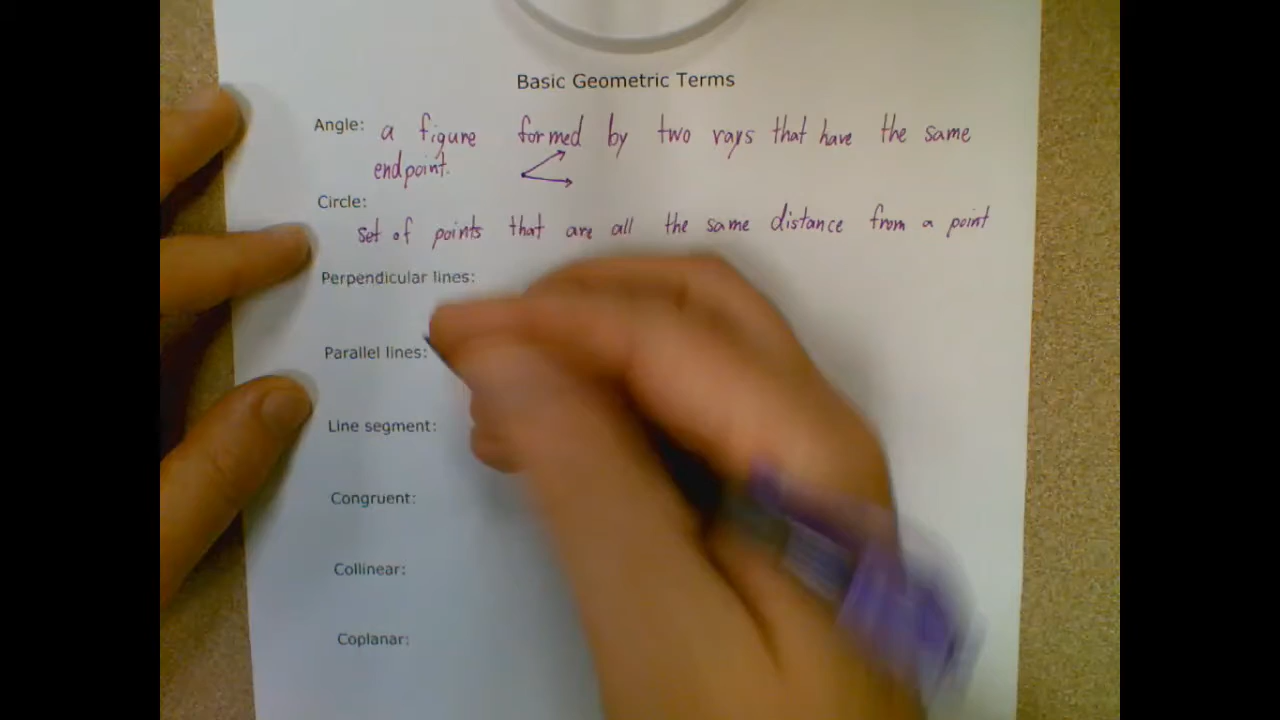 Basic Geometric Terms
Angle: a figure formed by two rays that have the same
endpoint.
Circle:
set of points that are all the same distance from a point
Perpendicular lines:
Parallel lines:
Line segment:
Congruent:
Collinear:
Coplanar: